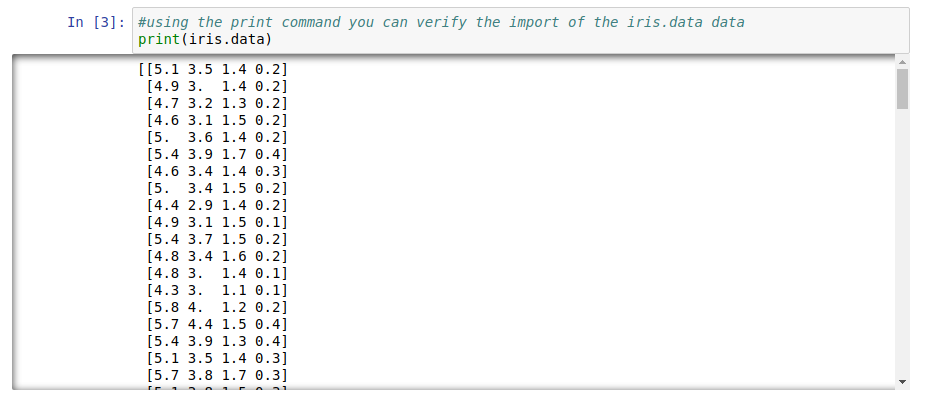 In [3]: #using the print command you can verify the import of the iris.data data
print(iris.data)
[[5.1 3.5 1.4 0.2]
[4.9 3.  1.4 0.2]
[4.7 3.2 1.3 0.2]
[4.6 3.1 1.5 0.2]
[5.  3.6 1.4 0.2]
[5.4 3.9 1.7 0.4]
[4.6 3.4 1.4 0.3]
[5.  3.4 1.5 0.2]
[4.4 2.9 1.4 0.2]
[4.9 3.1 1.5 0.1]
[5.4 3.7 1.5 0.2]
[4.8 3.4 1.6 0.2]
[4.8 3.  1.4 0.1]
[4.3 3.  1.1 0.1]
[5.8 4.  1.2 0.2]
[5.7 4.4 1.5 0.4]
[5.4 3.9 1.3 0.4]
[5.1 3.5 1.4 0.3]
[5.7 3.8 1.7 0.3]